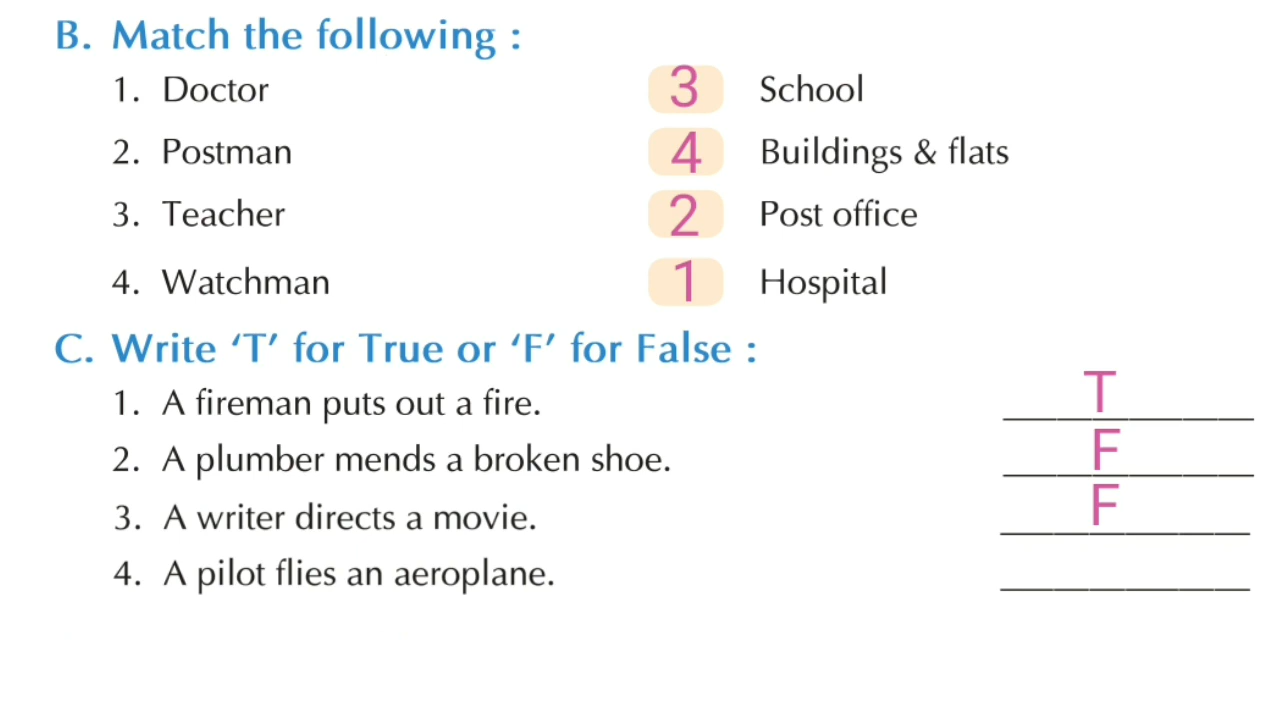 B. Match the following :
1. Doctor 3 School
2. Postman 4 Buildings & flats
3. Teacher 2 Post office
4. Watchman 1 Hospital
C. Write ‘T’ for True or ‘F’ for False :
1. A fireman puts out a fire. T
2. A plumber mends a broken shoe. F
3. A writer directs a movie. F
4. A pilot flies an aeroplane.